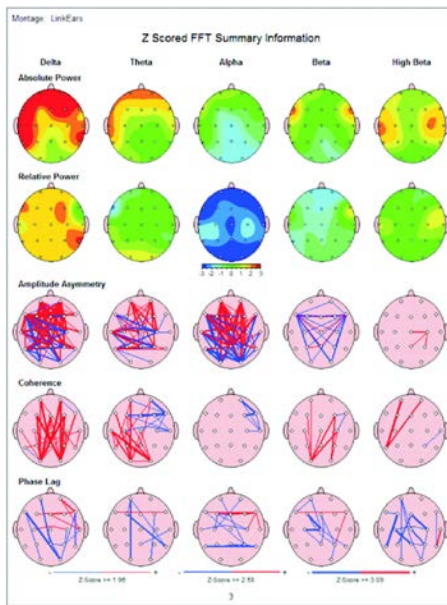 Montage: LinkEars
Z Scored FFT Summary Information
Delta Theta Alpha Beta High Beta
Absolute Power
Relative Power
-3 -2 -1 0 1 2 3
Amplitude Asymmetry
Coherence
Phase Lag
- + - + - +
Z-Score >= 1.96 Z-Score >= 2.58 Z-Score >= 3.09
3